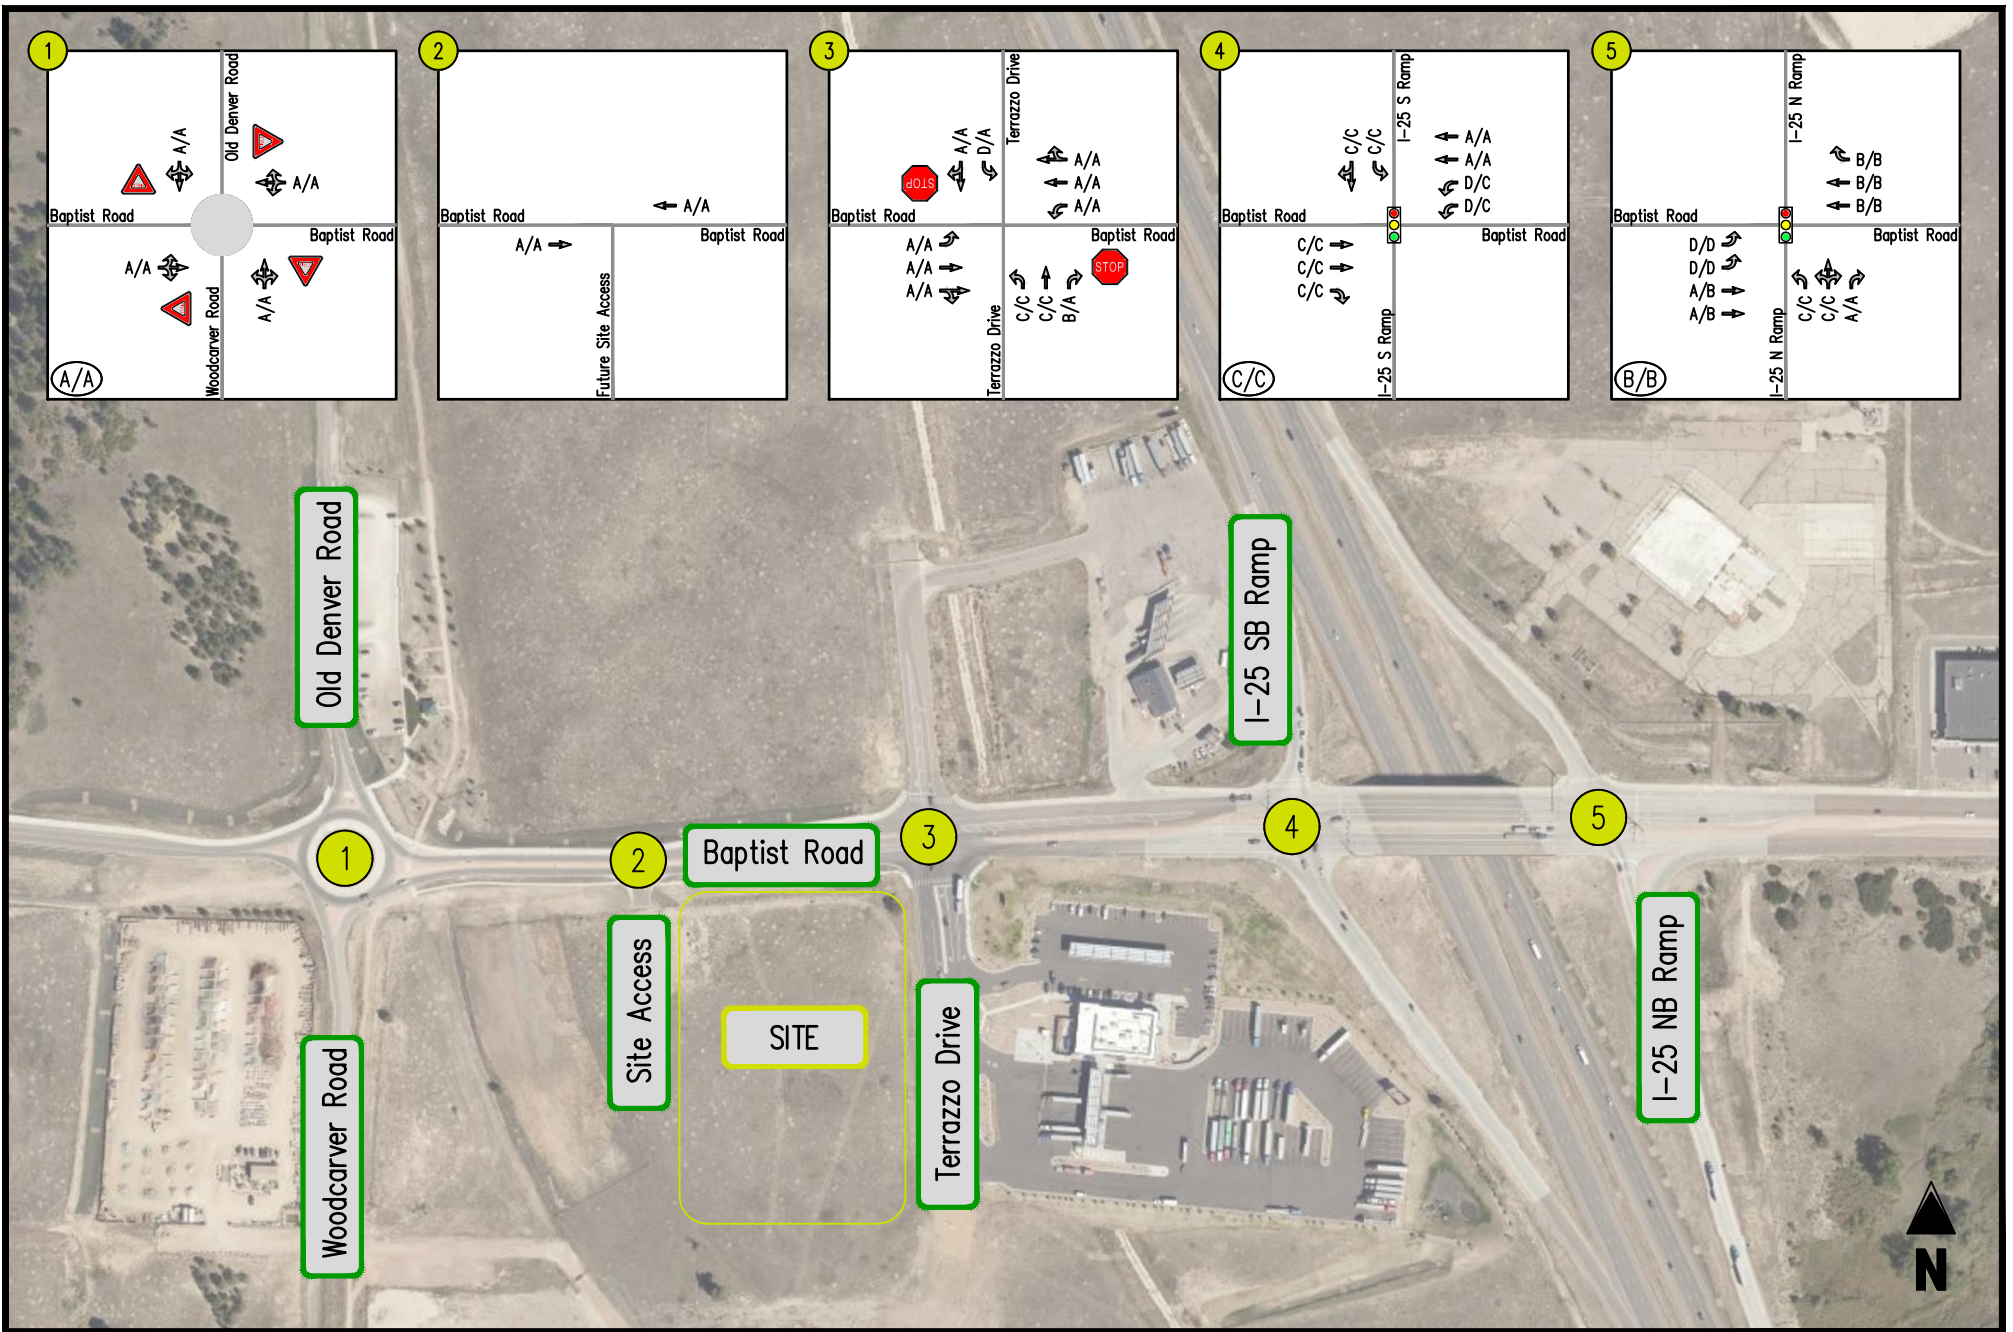 1
Old Denver Road
A/A
A/A
Baptist Road
Baptist Road
A/A
A/A
Woodcarver Road
A/A
2
Baptist Road
A/A
A/A
Baptist Road
Future Site Access
3
Terrazzo Drive
A/A
D/A
STOP
A/A
A/A
A/A
Baptist Road
Baptist Road
A/A
A/A
A/A
STOP
C/C
C/C
B/A
Terrazzo Drive
4
I-25 S Ramp
C/C
C/C
A/A
A/A
D/C
D/C
Baptist Road
Baptist Road
C/C
C/C
C/C
I-25 S Ramp
C/C
5
I-25 N Ramp
B/B
B/B
B/B
Baptist Road
Baptist Road
D/D
D/D
A/B
A/B
C/C
C/C
A/A
I-25 N Ramp
B/B
Old Denver Road
I-25 SB Ramp
1
2
Baptist Road
3
4
5
Site Access
SITE
Terrazzo Drive
I-25 NB Ramp
Woodcarver Road
N